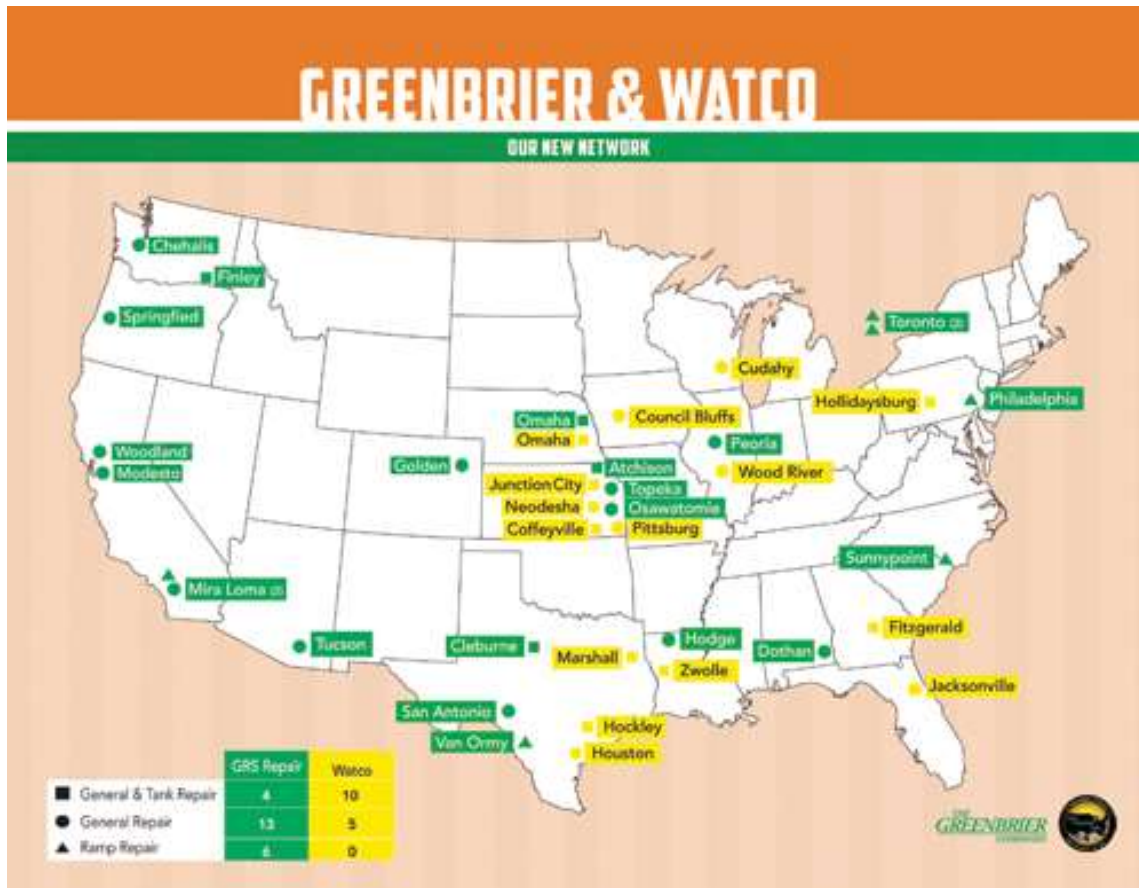 GREENBRIER & WATCO
OUR NEW NETWORK
Chehalis
Finley
Springfied
Toronto (2)
Cudahy
Hollidaysburg
Philadelphia
Council Bluffs
Omaha
Omaha
Peoria
Woodland
Modesto
Golden
Atchison
Wood River
Junction City
Topeka
Neodesha
Osawatomie
Coffeyville
Pittsburg
Sunnypoint
Mira Loma (2)
Fitzgerald
Tucson
Cleburne
Hodge
Dothan
Marshall
Zwolle
Jacksonville
San Antonio
Hockley
Van Ormy
Houston
GRS Repair Watco
General & Tank Repair 4 10
General Repair 13 5
Ramp Repair 6 0
THE
GREENBRIER